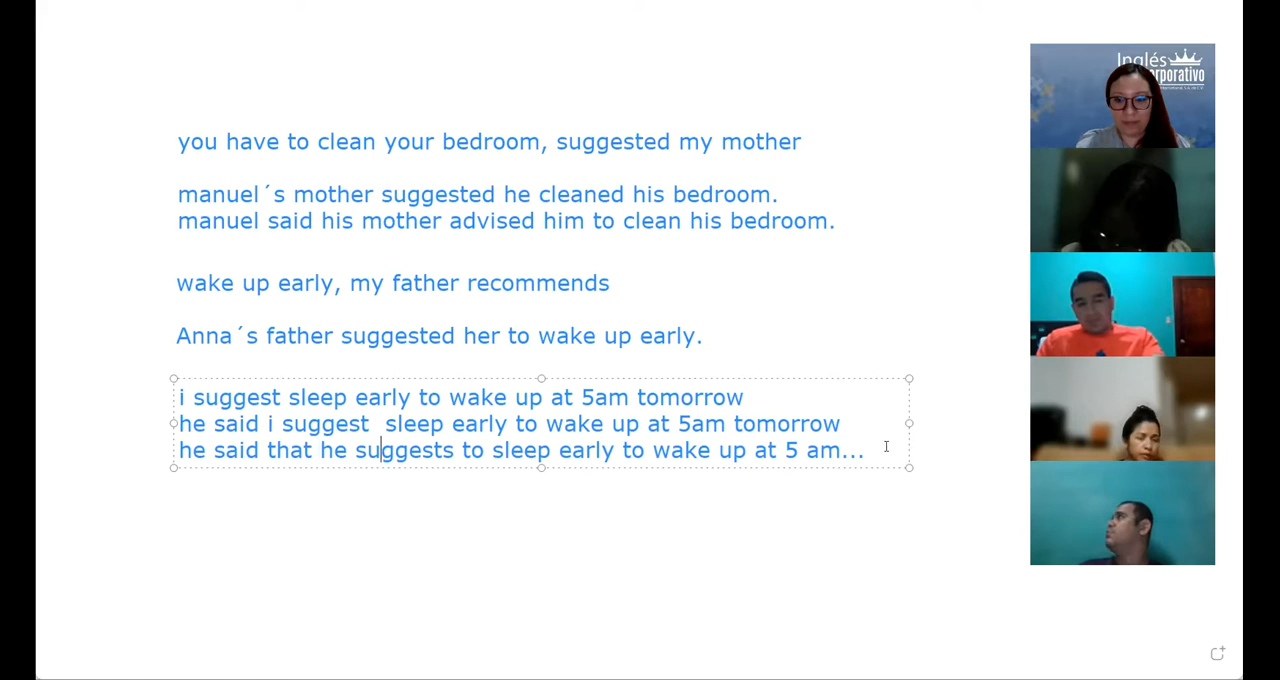 you have to clean your bedroom, suggested my mother
manuel´s mother suggested he cleaned his bedroom.
manuel said his mother advised him to clean his bedroom.
wake up early, my father recommends
Anna´s father suggested her to wake up early.
i suggest sleep early to wake up at 5am tomorrow
he said i suggest  sleep early to wake up at 5am tomorrow
he said that he suggests to sleep early to wake up at 5 am...
Inglés